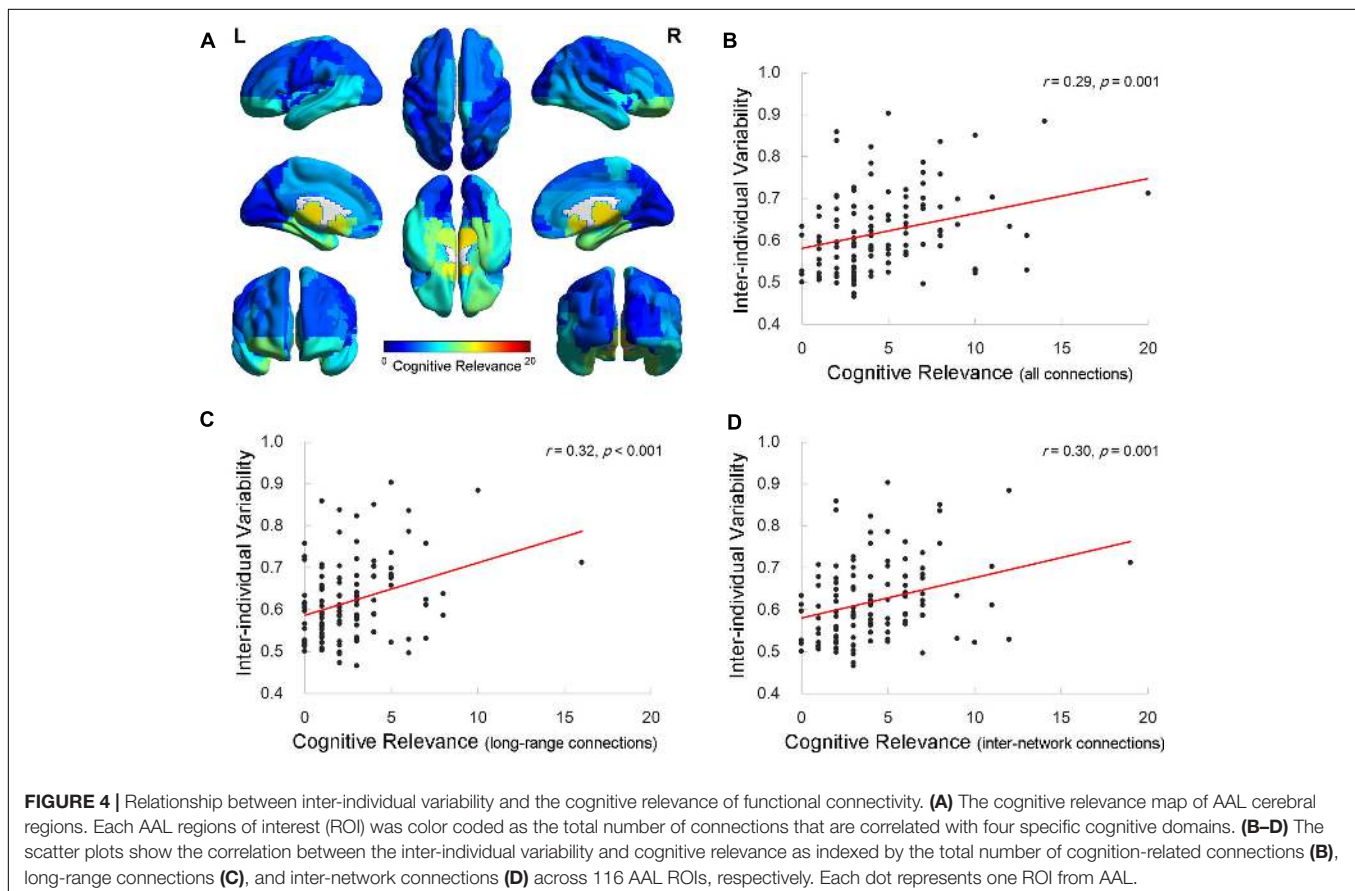 A
L
R
0
Cognitive Relevance
20
B
r = 0.29, p = 0.001
Inter-individual Variability
1.0
0.9
0.8
0.7
0.6
0.5
0.4
0 5 10 15 20
Cognitive Relevance (all connections)
C
r = 0.32, p < 0.001
Inter-individual Variability
1.0
0.9
0.8
0.7
0.6
0.5
0.4
0 5 10 15 20
Cognitive Relevance (long-range connections)
D
r = 0.30, p = 0.001
Inter-individual Variability
1.0
0.9
0.8
0.7
0.6
0.5
0.4
0 5 10 15 20
Cognitive Relevance (inter-network connections)
FIGURE 4 | Relationship between inter-individual variability and the cognitive relevance of functional connectivity. (A) The cognitive relevance map of AAL cerebral
regions. Each AAL regions of interest (ROI) was color coded as the total number of connections that are correlated with four specific cognitive domains. (B–D) The
scatter plots show the correlation between the inter-individual variability and cognitive relevance as indexed by the total number of cognition-related connections (B),
long-range connections (C), and inter-network connections (D) across 116 AAL ROIs, respectively. Each dot represents one ROI from AAL.